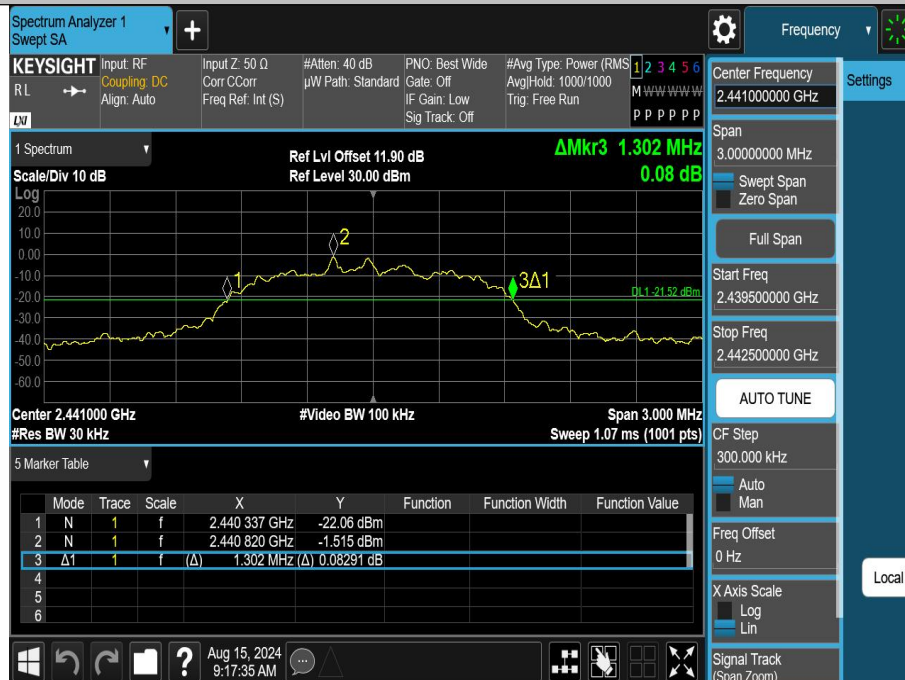 Spectrum Analyzer 1
Swept SA
Frequency
KEYSIGHT
RL
LXI
Input: RF
Coupling: DC
Align: Auto
Input Z: 50 Ω
Corr CCorr
Freq Ref: Int (S)
#Atten: 40 dB
µW Path: Standard
PNO: Best Wide
Gate: Off
IF Gain: Low
Sig Track: Off
#Avg Type: Power (RMS
Avg|Hold: 1000/1000
Trig: Free Run
1 2 3 4 5 6
M W W W W W
P P P P P P
1 Spectrum
Scale/Div 10 dB
Ref Lvl Offset 11.90 dB
Ref Level 30.00 dBm
ΔMkr3 1.302 MHz
0.08 dB
Log
20.0
10.0
0.00
-10.0
-20.0
-30.0
-40.0
-50.0
-60.0
1
2
3Δ1
DL1 -21.52 dBm
Center 2.441000 GHz
#Res BW 30 kHz
#Video BW 100 kHz
Span 3.000 MHz
Sweep 1.07 ms (1001 pts)
5 Marker Table
Mode Trace Scale X Y Function Function Width Function Value
1 N 1 f 2.440 337 GHz -22.06 dBm
2 N 1 f 2.440 820 GHz -1.515 dBm
3 Δ1 1 f (Δ) 1.302 MHz (Δ) 0.08291 dB
4
5
6
Aug 15, 2024
9:17:35 AM
Center Frequency
2.441000000 GHz
Span
3.00000000 MHz
Swept Span
Zero Span
Full Span
Start Freq
2.439500000 GHz
Stop Freq
2.442500000 GHz
AUTO TUNE
CF Step
300.000 kHz
Auto
Man
Freq Offset
0 Hz
X Axis Scale
Log
Lin
Signal Track
(Span Zoom)
Settings
Local